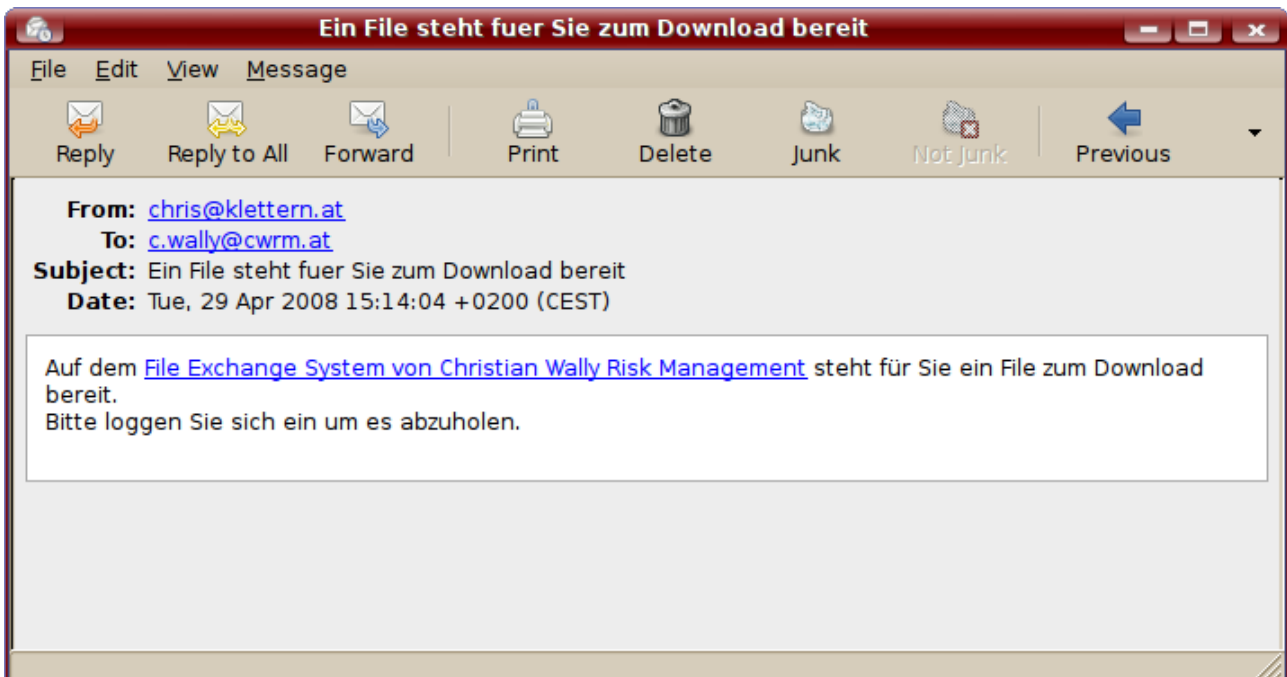 Ein File steht fuer Sie zum Download bereit
File Edit View Message
Reply Reply to All Forward Print Delete Junk Not Junk Previous
From: chris@klettern.at
To: c.wally@cwrm.at
Subject: Ein File steht fuer Sie zum Download bereit
Date: Tue, 29 Apr 2008 15:14:04 +0200 (CEST)
Auf dem File Exchange System von Christian Wally Risk Management steht für Sie ein File zum Download
bereit.
Bitte loggen Sie sich ein um es abzuholen.